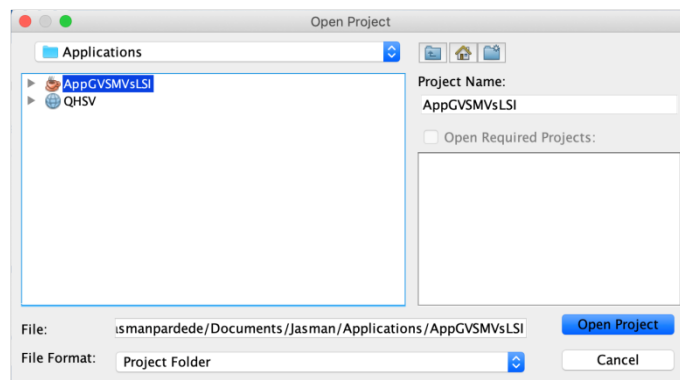 Open Project
Applications
AppGVSMVsLSI
QHSV
Project Name:
AppGVSMVsLSI
Open Required Projects:
File: asmanpardede/Documents/Jasman/Applications/AppGVSMVsLSI
Open Project
File Format: Project Folder
Cancel